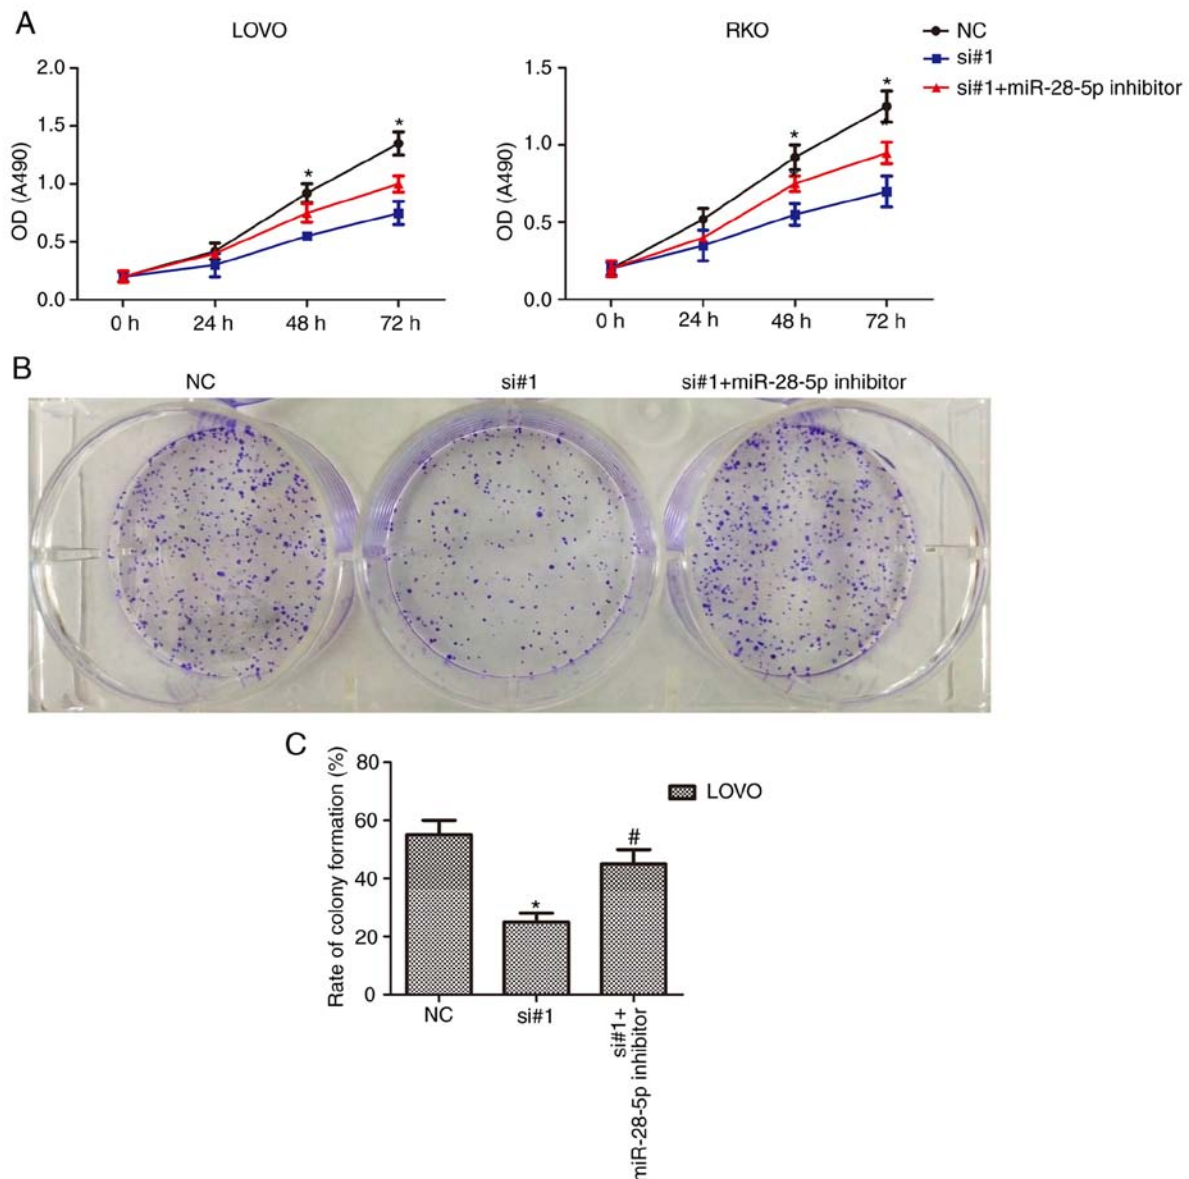 A
LOVO
RKO
NC
si#1
si#1+miR-28-5p inhibitor
OD (A490)
2.0
1.5
1.0
0.5
0.0
0 h
24 h
48 h
72 h
*
*
OD (A490)
1.5
1.0
0.5
0.0
0 h
24 h
48 h
72 h
*
*
B
NC
si#1
si#1+miR-28-5p inhibitor
C
Rate of colony formation (%)
80
60
40
20
0
*
#
LOVO
NC
si#1
si#1+
miR-28-5p inhibitor